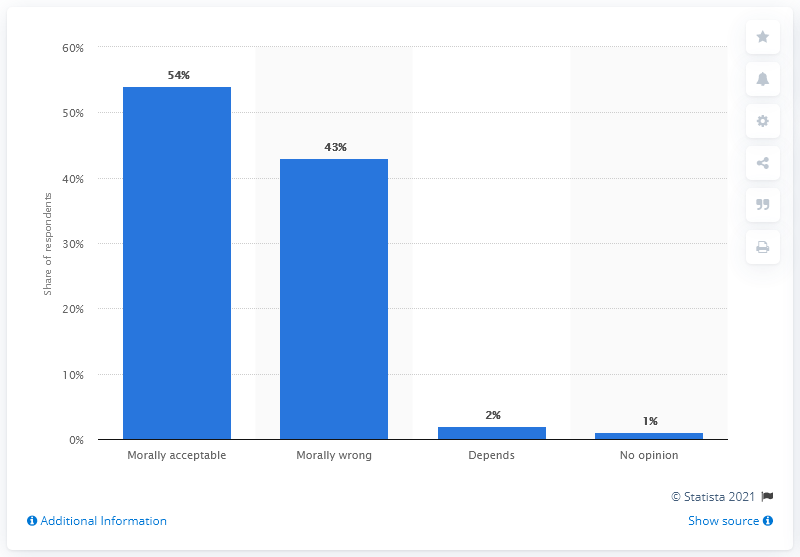 60%
50%
40%
30%
20%
10%
0%
Share of respondents
54%
43%
2%
1%
Morally acceptable
Morally wrong
Depends
No opinion
© Statista 2021
Additional Information
Show source